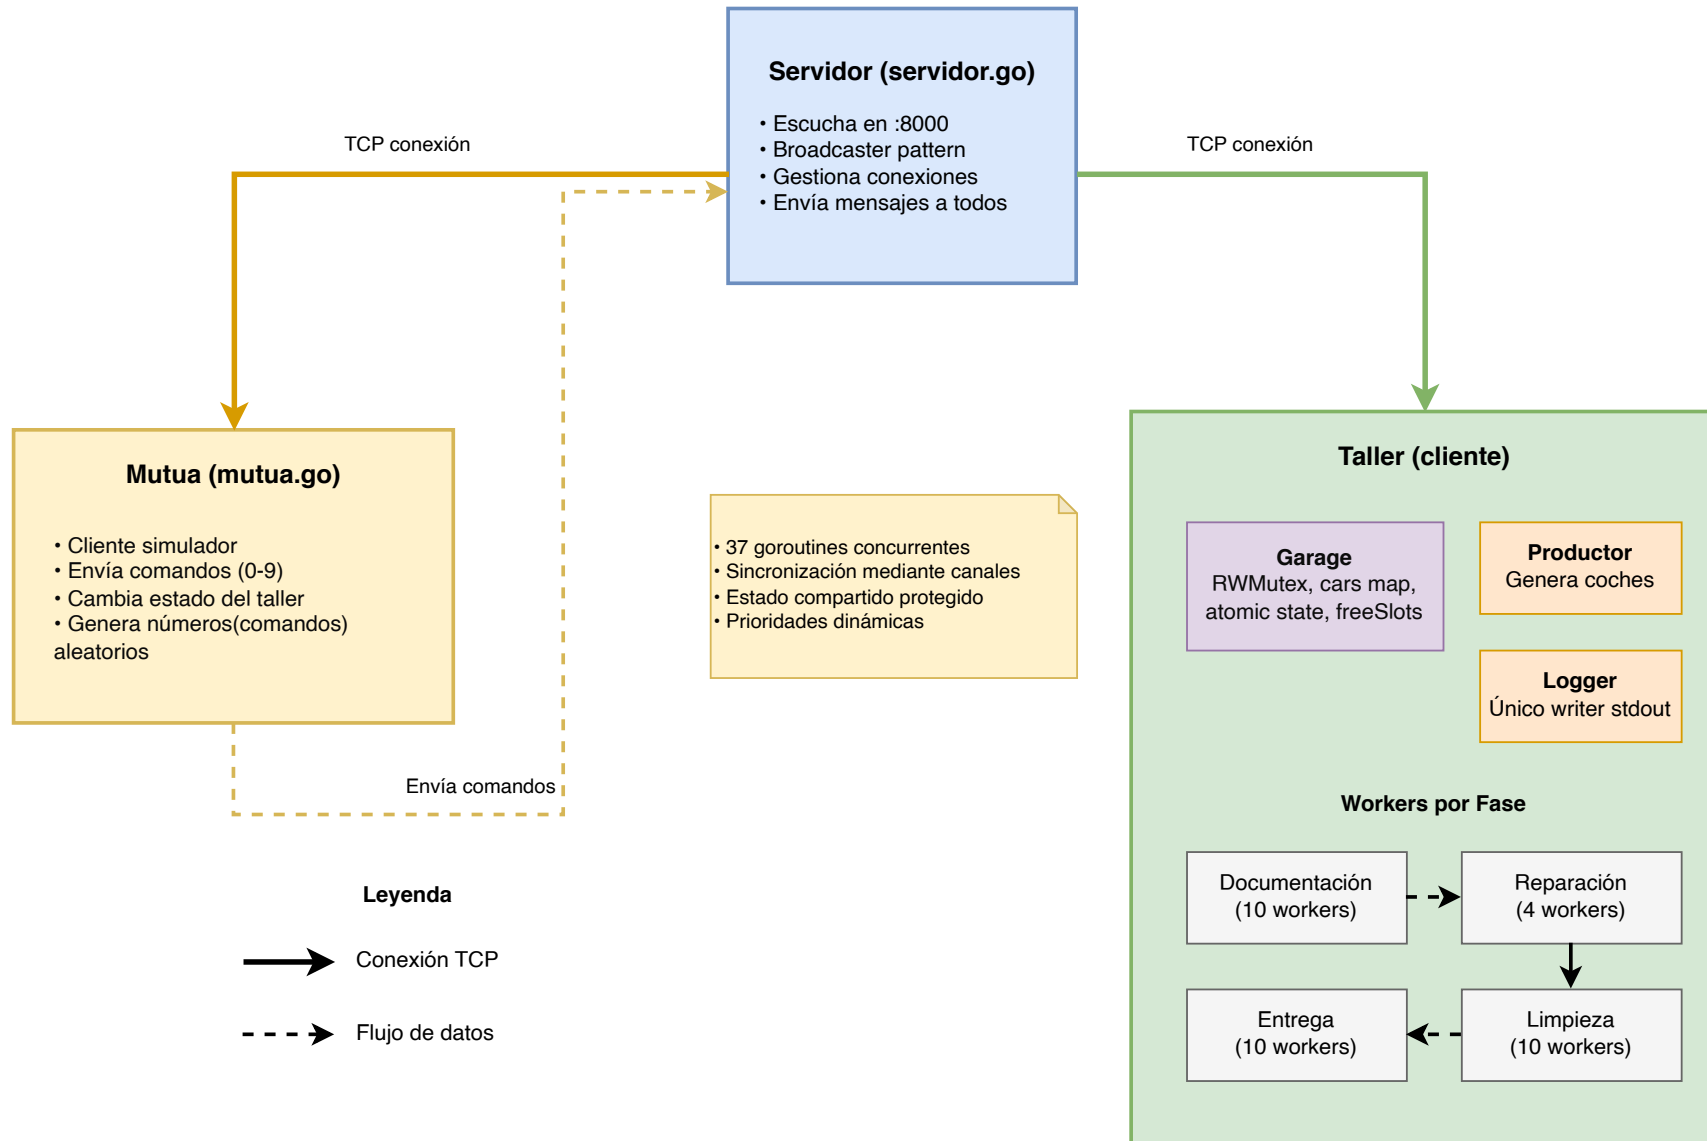 Servidor (servidor.go)
• Escucha en :8000
• Broadcaster pattern
• Gestiona conexiones
• Envía mensajes a todos
TCP conexión
TCP conexión
Mutua (mutua.go)
• Cliente simulador
• Envía comandos (0-9)
• Cambia estado del taller
• Genera números(comandos)
aleatorios
Envía comandos
• 37 goroutines concurrentes
• Sincronización mediante canales
• Estado compartido protegido
• Prioridades dinámicas
Taller (cliente)
Garage
RWMutex, cars map,
atomic state, freeSlots
Productor
Genera coches
Logger
Único writer stdout
Workers por Fase
Documentación
(10 workers)
Reparación
(4 workers)
Entrega
(10 workers)
Limpieza
(10 workers)
Leyenda
Conexión TCP
Flujo de datos